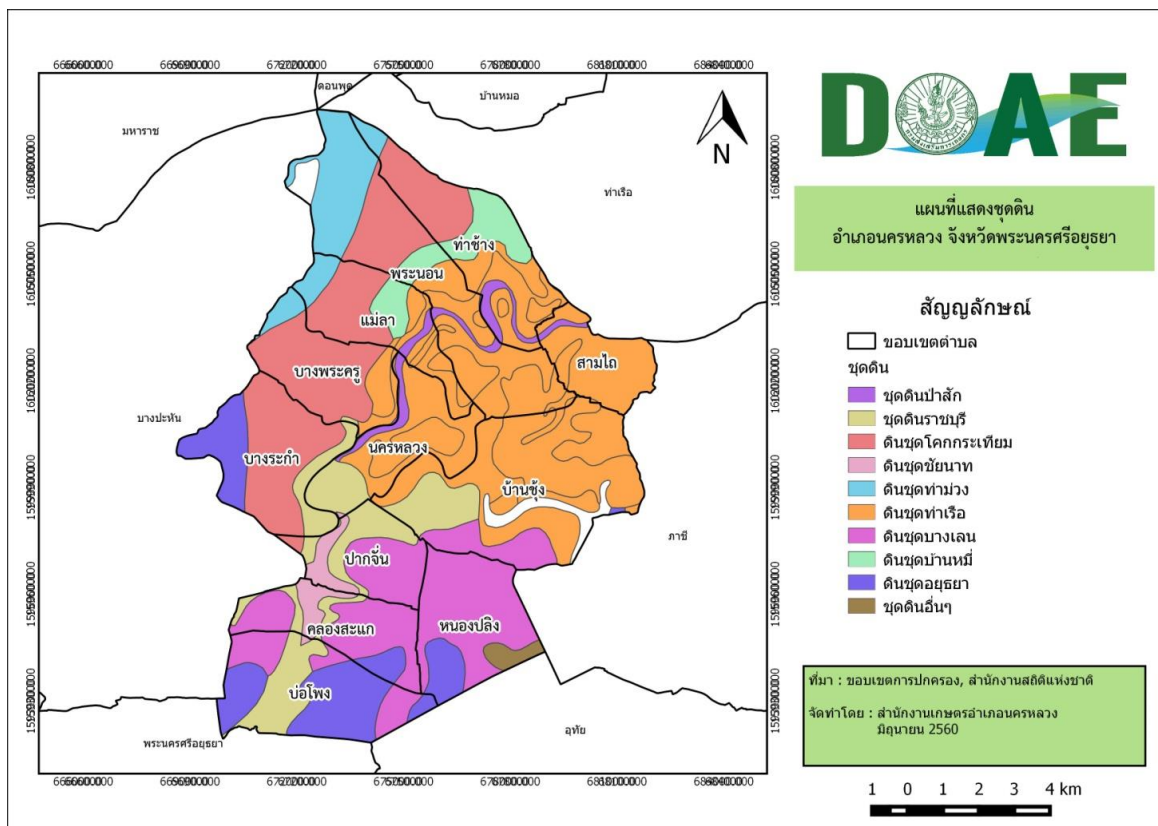 DOAE
แผนที่แสดงชุดดิน
อำเภอนครหลวง จังหวัดพระนครศรีอยุธยา
สัญญลักษณ์
ขอบเขตตำบล
ชุดดิน
ชุดดินป่าสัก
ชุดดินราชบุรี
ดินชุดโคกกระเทียม
ดินชุดชัยนาท
ดินชุดท่าม่วง
ดินชุดท่าเรือ
ดินชุดบางเลน
ดินชุดบ้านหมี่
ดินชุดอยุธยา
ชุดดินอื่นๆ
ที่มา : ขอบเขตการปกครอง, สำนักงานสถิติแห่งชาติ
จัดทำโดย : สำนักงานเกษตรอำเภอนครหลวง
มิถุนายน 2560
1 0 1 2 3 4 km
N
ดอนพุด
บ้านหมอ
มหาราช
ท่าเรือ
ท่าช้าง
พระนอน
แม่ลา
สามไถ
บางพระครู
บางปะหัน
นครหลวง
บางระกำ
บ้านชุ้ง
ภาชี
ปากจั่น
คลองสะแก
หนองปลิง
บ่อโพง
พระนครศรีอยุธยา
อุทัย